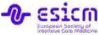 esicm
European Society of
Intensive Care Medicine